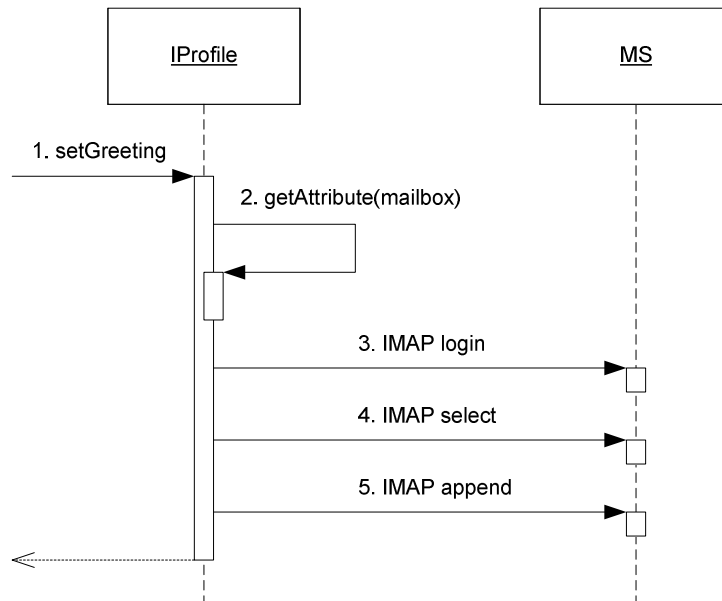 IProfile
MS
1. setGreeting
2. getAttribute(mailbox)
3. IMAP login
4. IMAP select
5. IMAP append